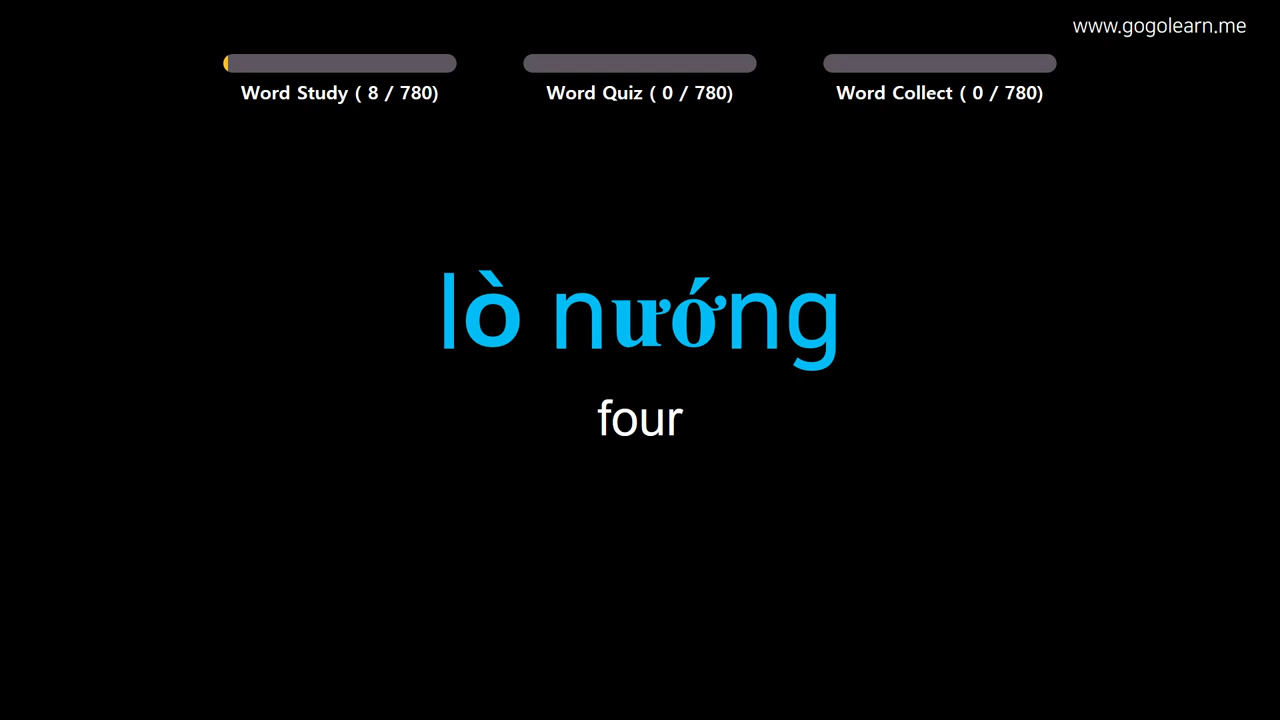 www.gogolearn.me
Word Study ( 8 / 780)
Word Quiz ( 0 / 780)
Word Collect ( 0 / 780)
lò nướng
four